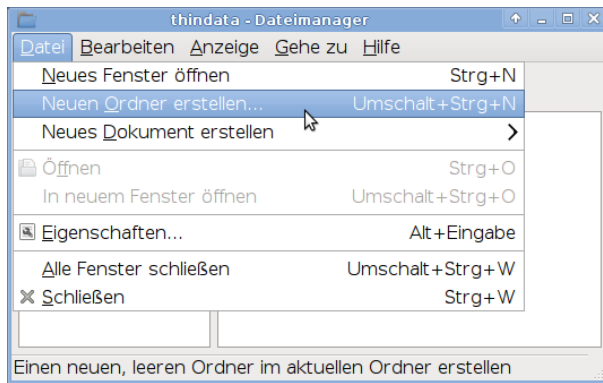 thindata - Dateimanager
Datei Bearbeiten Anzeige Gehe zu Hilfe
Neues Fenster öffnen Strg+N
Neuen Ordner erstellen... Umschalt+Strg+N
Neues Dokument erstellen
Öffnen Strg+O
In neuem Fenster öffnen Umschalt+Strg+O
Eigenschaften... Alt+Eingabe
Alle Fenster schließen Umschalt+Strg+W
Schließen Strg+W
Einen neuen, leeren Ordner im aktuellen Ordner erstellen